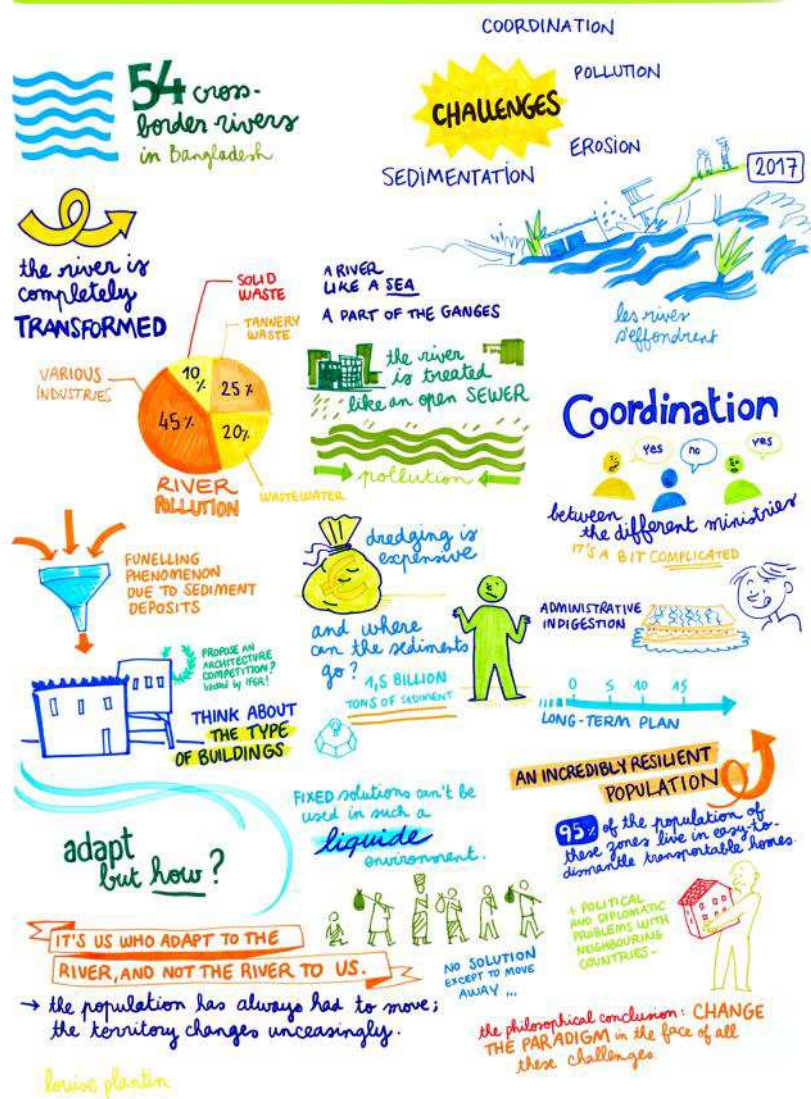 54 cross-
border rivers
in Bangladesh
COORDINATION
POLLUTION
CHALLENGES
EROSION
SEDIMENTATION
2017
les rives
s'effondrent
the river is
completely
TRANSFORMED
SOLID
WASTE
TANNERY
WASTE
VARIOUS
INDUSTRIES
10
%
25%
45%
20%
RIVER
POLLUTION
WASTEWATER
A RIVER
LIKE A SEA
A PART OF THE GANGES
the river
is treated
like an open SEWER
pollution
Coordination
yes
no
yes
between
the different ministries
IT'S A BIT COMPLICATED
FUNELLING
PHENOMENON
DUE TO SEDIMENT
DEPOSITS
dredging is
expensive
and where
can the sediments
go?
1,5 BILLION
TONS OF SEDIMENT
ADMINISTRATIVE
INDIGESTION
0 5 10 15
LONG-TERM PLAN
PROPOSE AN
ARCHITECTURE
COMPETITION?
by IFGR!
THINK ABOUT
THE TYPE
OF BUILDINGS
AN INCREDIBLY RESILIENT
POPULATION
95% of the population of
these zones live in easy-to-
dismantle transportable homes.
+ POLITICAL
AND DIPLOMATIC
PROBLEMS WITH
NEIGHBOURING
COUNTRIES-
adapt
but how?
FIXED solutions can't be
used in such a
liquide
environment.
NO SOLUTION
EXCEPT TO MOVE
AWAY ...
IT'S US WHO ADAPT TO THE
RIVER, AND NOT THE RIVER TO US.
→ the population has always had to move;
the territory changes unceasingly.
the philosophical conclusion: CHANGE
THE PARADIGM in the face of all
these challenges.
louise plantin